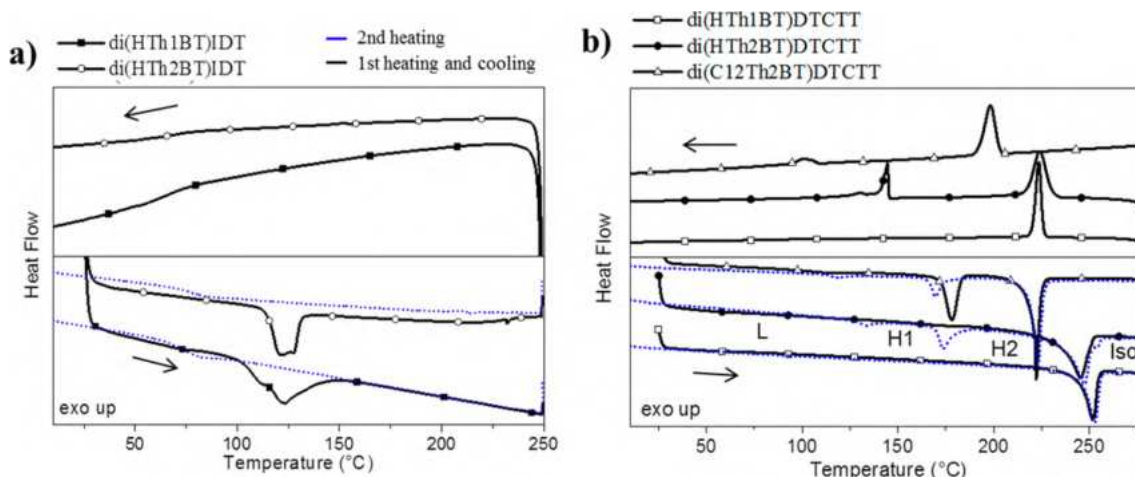 a)
di(HTh1BT)IDT
di(HTh2BT)IDT
2nd heating
1st heating and cooling
Heat Flow
exo up
50 100 150 200 250
Temperature (°C)
b)
di(HTh1BT)DTCTT
di(HTh2BT)DTCTT
di(C12Th2BT)DTCTT
Heat Flow
L H1 H2 Iso
exo up
50 100 150 200 250
Temperature (°C)